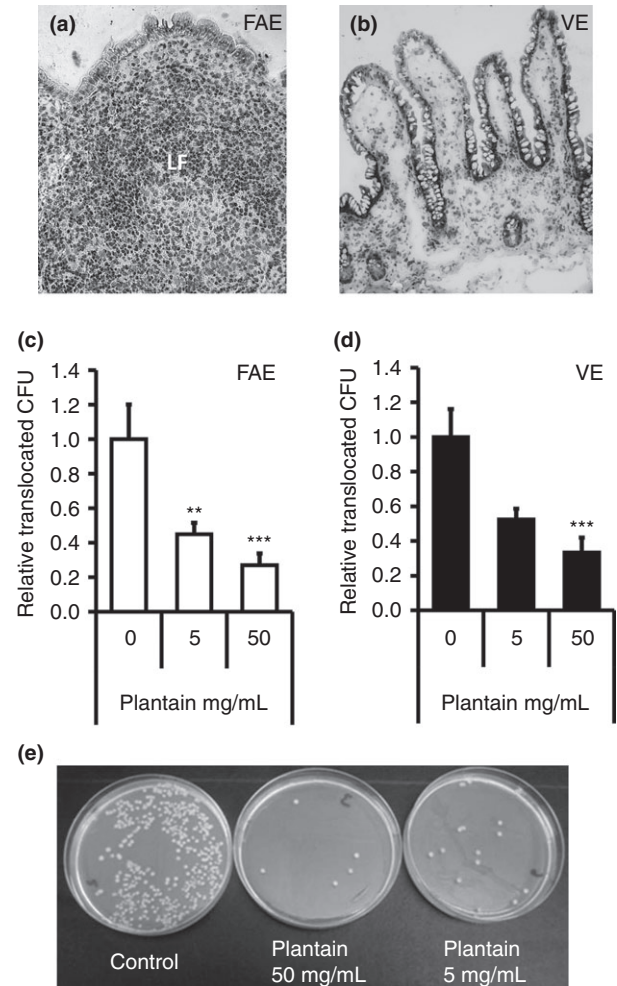 (a) FAE
LF
(b) VE
(c)
FAE
Relative translocated CFU
1.4
1.2
1.0
0.8
0.6
0.4
0.2
0.0
**
***
0 5 50
Plantain mg/mL
(d)
VE
Relative translocated CFU
1.4
1.2
1.0
0.8
0.6
0.4
0.2
0.0
***
0 5 50
Plantain mg/mL
(e)
Control
Plantain
50 mg/mL
Plantain
5 mg/mL